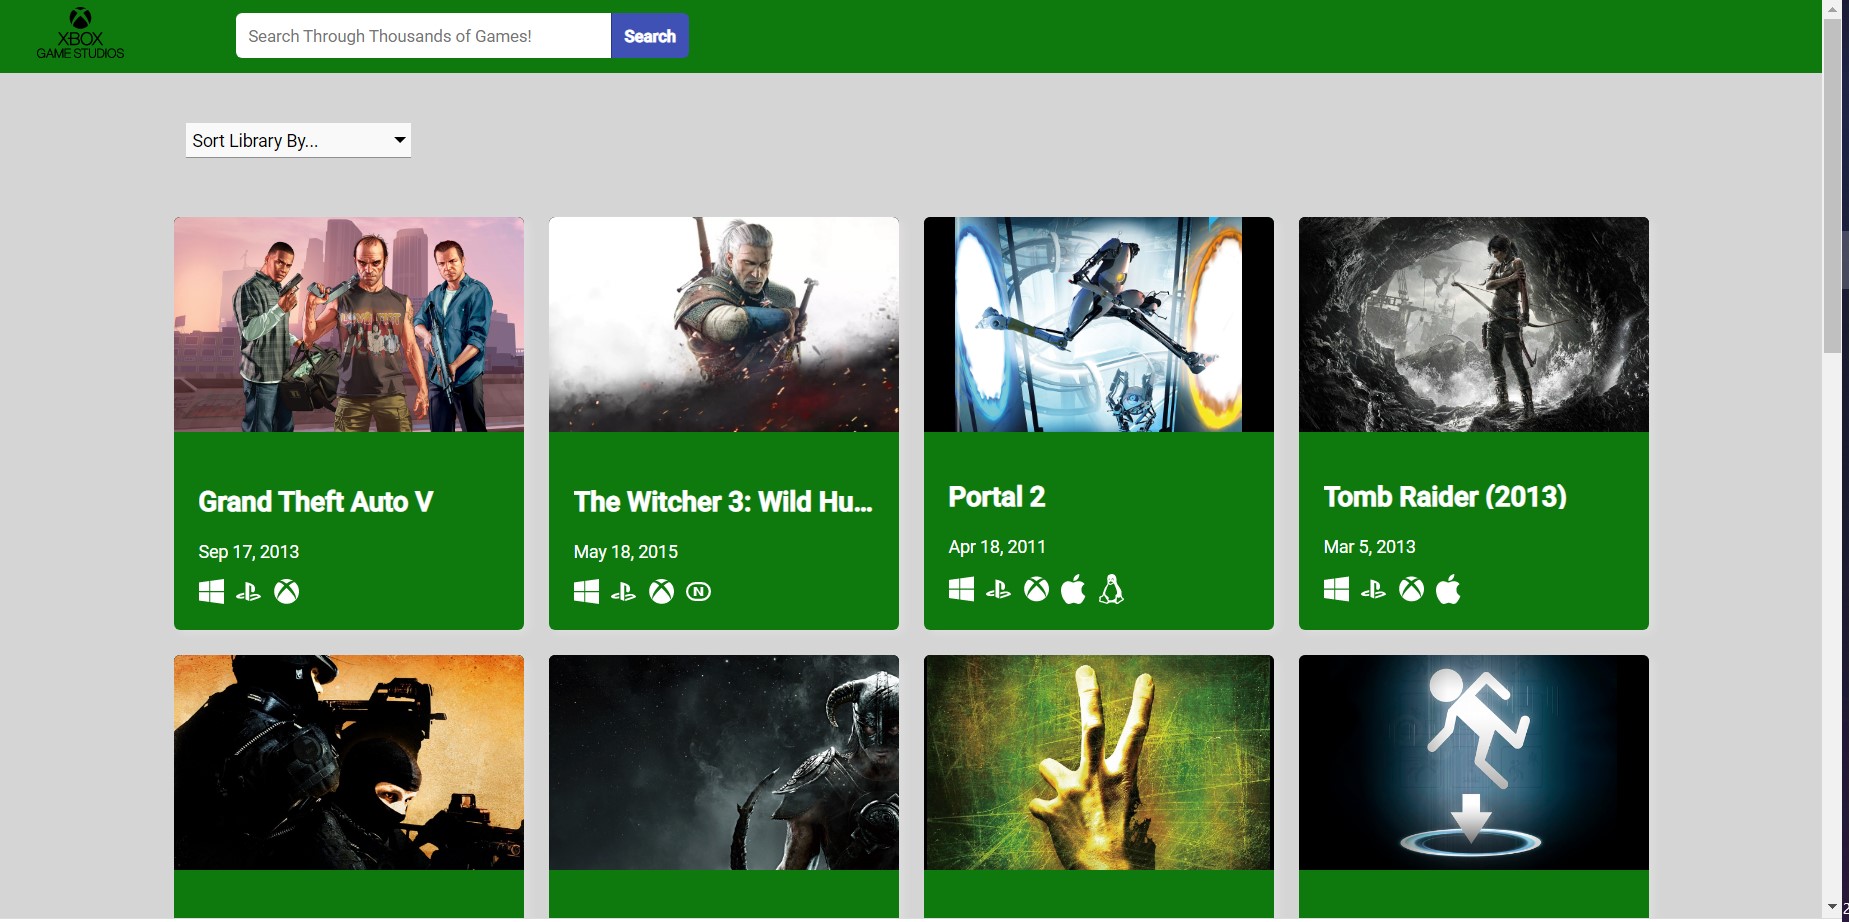 XBOX
GAME STUDIOS
Search Through Thousands of Games!
Search
Sort Library By...
Grand Theft Auto V
Sep 17, 2013
The Witcher 3: Wild Hu...
May 18, 2015
N
Portal 2
Apr 18, 2011
Tomb Raider (2013)
Mar 5, 2013